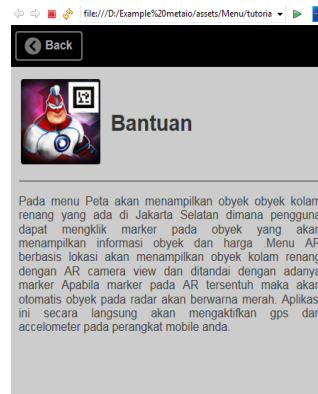 file:///D:/Example%20metaio/assets/Menu/tutoria
Back
Bantuan
Pada menu Peta akan menampilkan obyek obyek kolam
renang yang ada di Jakarta Selatan dimana pengguna
dapat mengklik marker pada obyek yang akan
menampilkan informasi obyek dan harga .Menu AR
berbasis lokasi akan menampilkan obyek kolam renang
dengan AR camera view dan ditandai dengan adanya
marker Apabila marker pada AR tersentuh maka akan
otomatis obyek pada radar akan berwarna merah. Aplikas
ini secara langsung akan mengaktifkan gps dan
accelometer pada perangkat mobile anda.